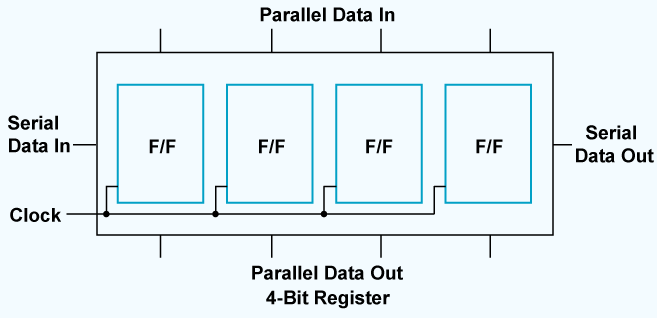 Parallel Data In
Serial
Data In
F/F
F/F
F/F
F/F
Serial
Data Out
Clock
Parallel Data Out
4-Bit Register